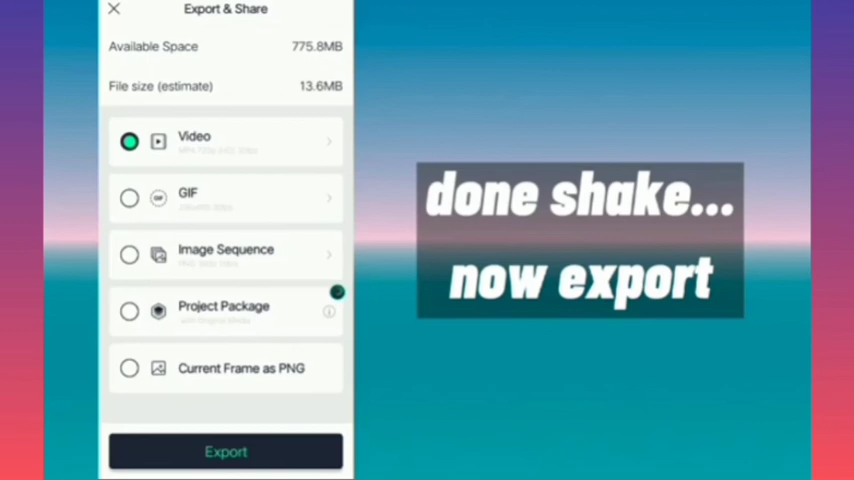 Export & Share
Available Space 775.8MB
File size (estimate) 13.6MB
Video
GIF
GIF
Image Sequence
Project Package
Current Frame as PNG
Export
done shake...
now export